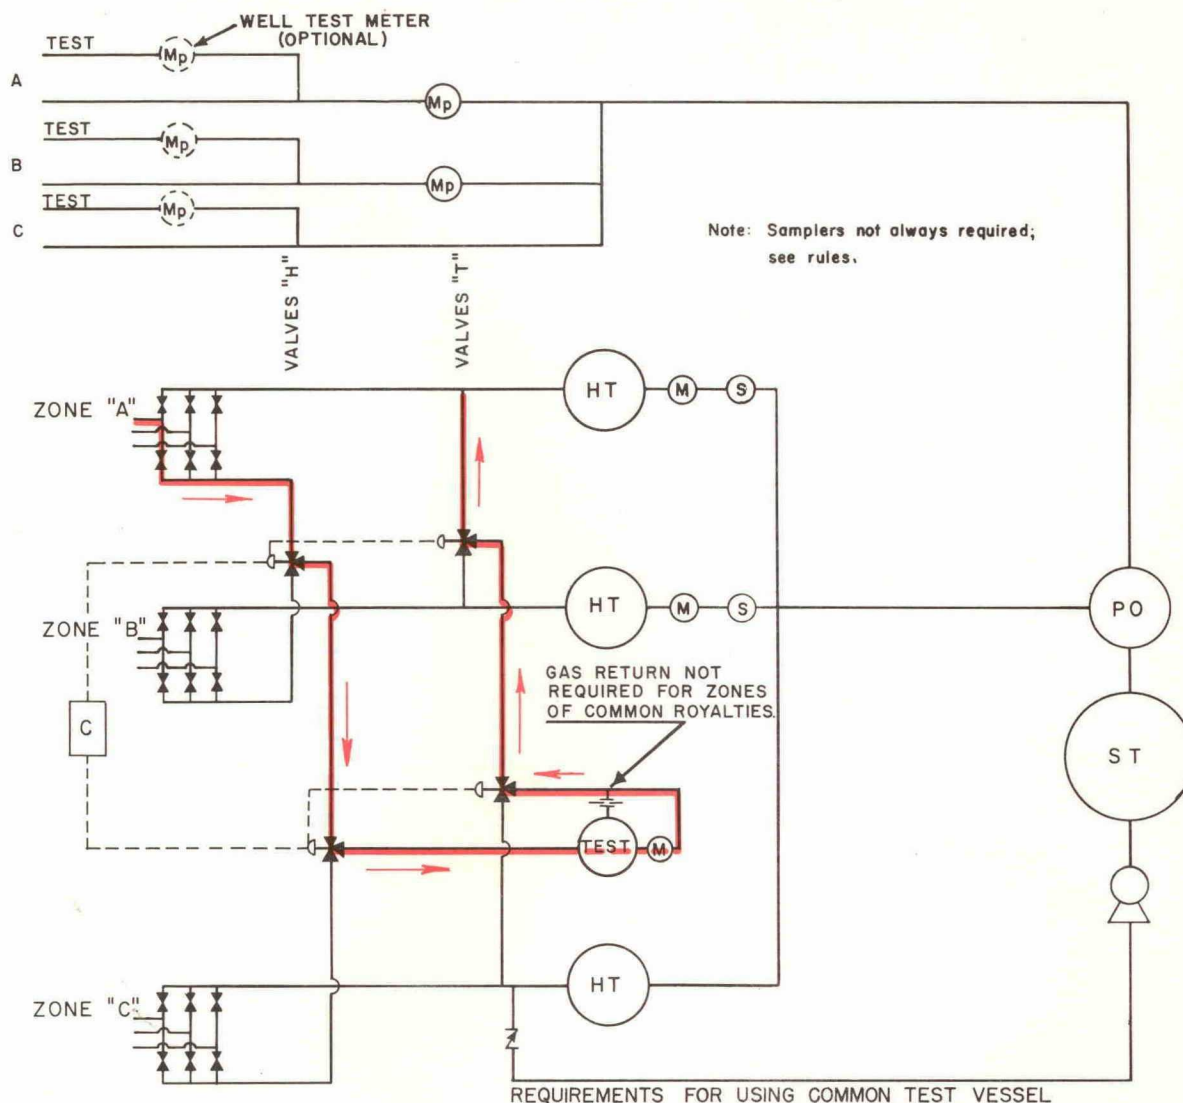 WELL TEST METER
(OPTIONAL)
TEST
Mp
A
Mp
TEST
Mp
B
Mp
TEST
Mp
C
Note: Samplers not always required;
see rules.
VALVES "H"
VALVES "T"
HT
M
S
ZONE "A"
HT
M
S
PO
ZONE "B"
GAS RETURN NOT
REQUIRED FOR ZONES
OF COMMON ROYALTIES.
C
ST
TEST
M
HT
ZONE "C"
REQUIREMENTS FOR USING COMMON TEST VESSEL